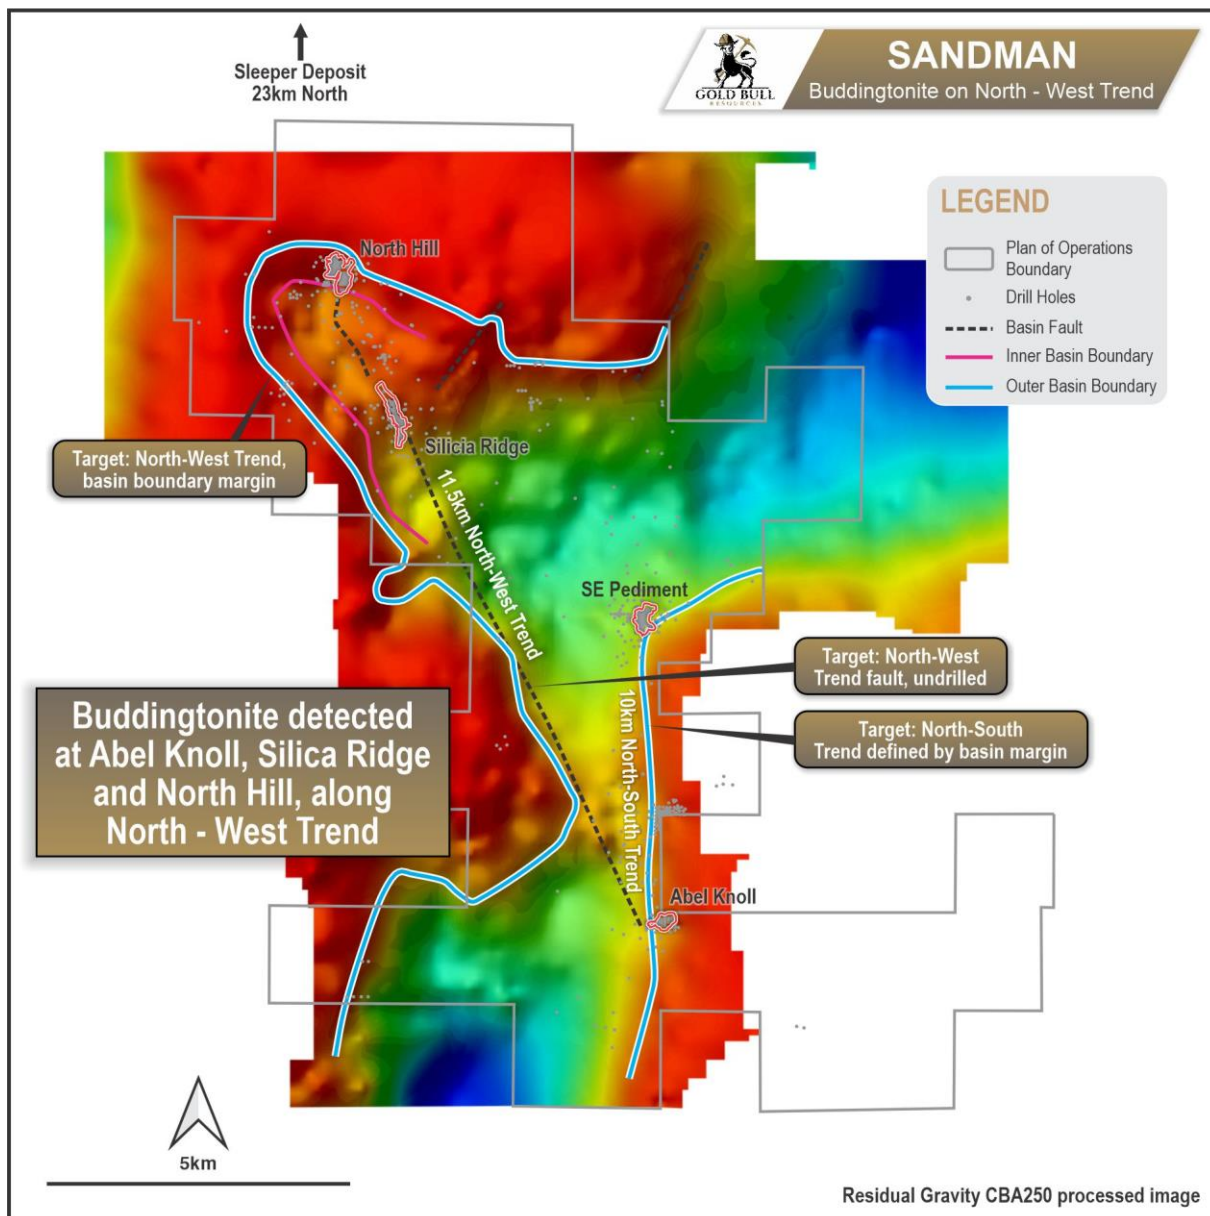 Sleeper Deposit
23km North
GOLD BULL
RESOURCES
SANDMAN
Buddingtonite on North - West Trend
LEGEND
Plan of Operations
Boundary
Drill Holes
Basin Fault
Inner Basin Boundary
Outer Basin Boundary
North Hill
Silicia Ridge
Target: North-West Trend,
basin boundary margin
11.5km North-West Trend
SE Pediment
Target: North-West
Trend fault, undrilled
Target: North-South
Trend defined by basin margin
10km North-South Trend
Buddingtonite detected
at Abel Knoll, Silica Ridge
and North Hill, along
North - West Trend
Abel Knoll
5km
Residual Gravity CBA250 processed image